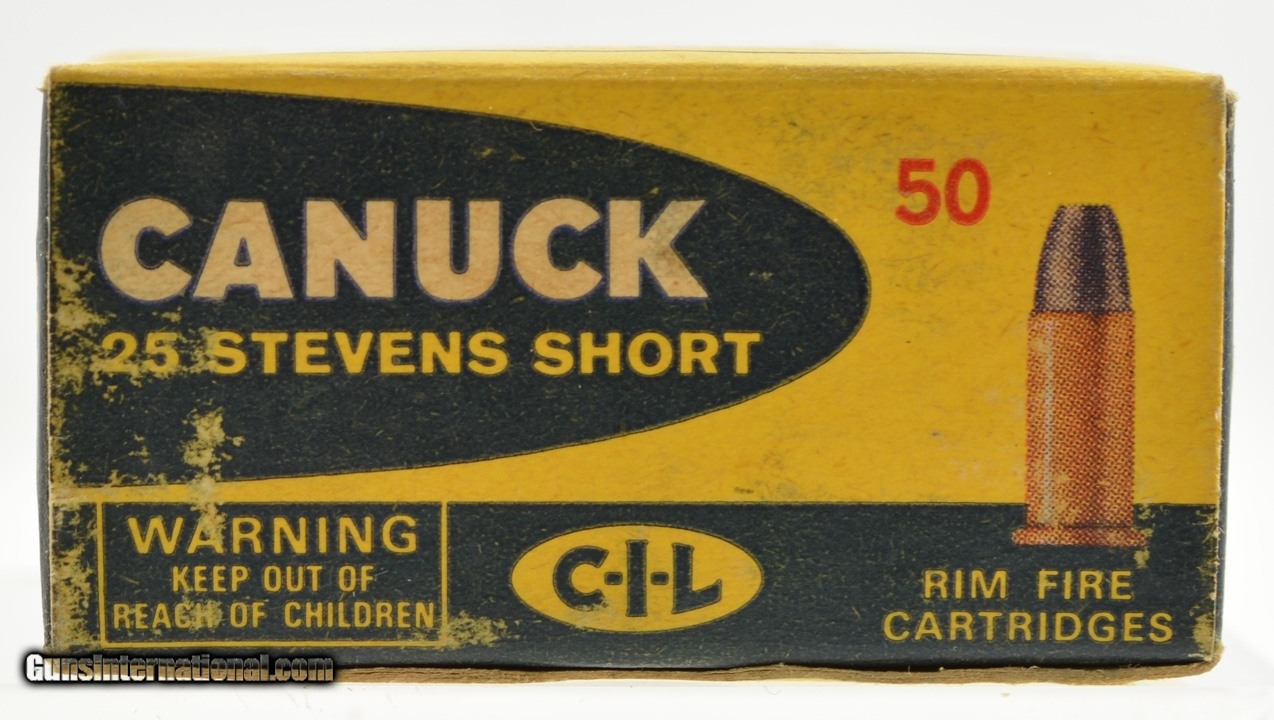 CANUCK
25 STEVENS SHORT
50
WARNING
KEEP OUT OF
REACH OF CHILDREN
C-I-L
RIM FIRE
CARTRIDGES
GunsInternational.com